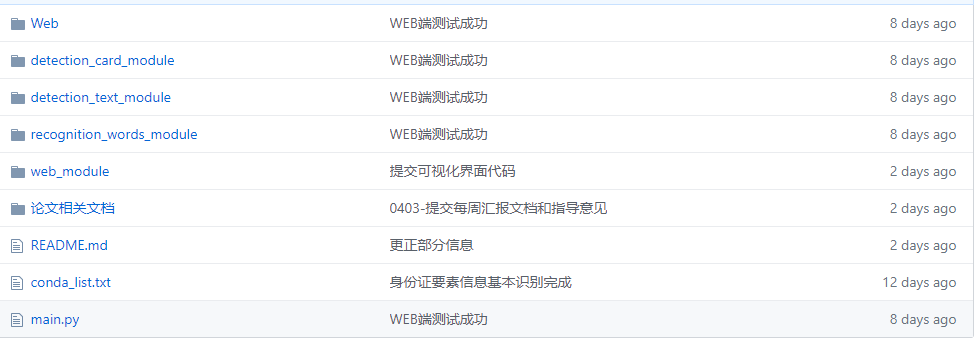 Web WEB端测试成功 8 days ago
detection_card_module WEB端测试成功 8 days ago
detection_text_module WEB端测试成功 8 days ago
recognition_words_module WEB端测试成功 8 days ago
web_module 提交可视化界面代码 2 days ago
论文相关文档 0403-提交每周汇报文档和指导意见 2 days ago
README.md 更正部分信息 2 days ago
conda_list.txt 身份证要素信息基本识别完成 12 days ago
main.py WEB端测试成功 8 days ago